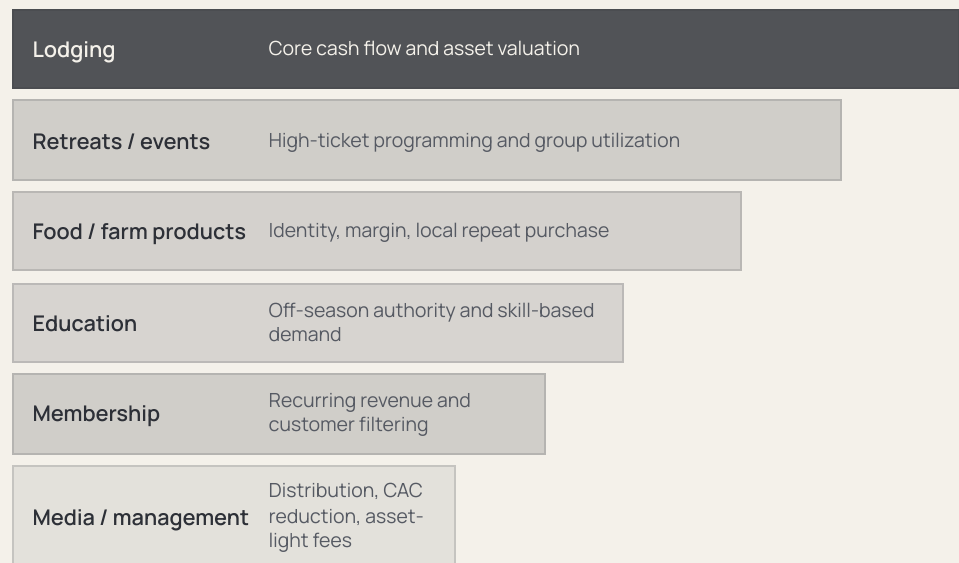 Lodging
Core cash flow and asset valuation
Retreats / events
High-ticket programming and group utilization
Food / farm products
Identity, margin, local repeat purchase
Education
Off-season authority and skill-based
demand
Membership
Recurring revenue and
customer filtering
Media / management
Distribution, CAC
reduction, asset-
light fees